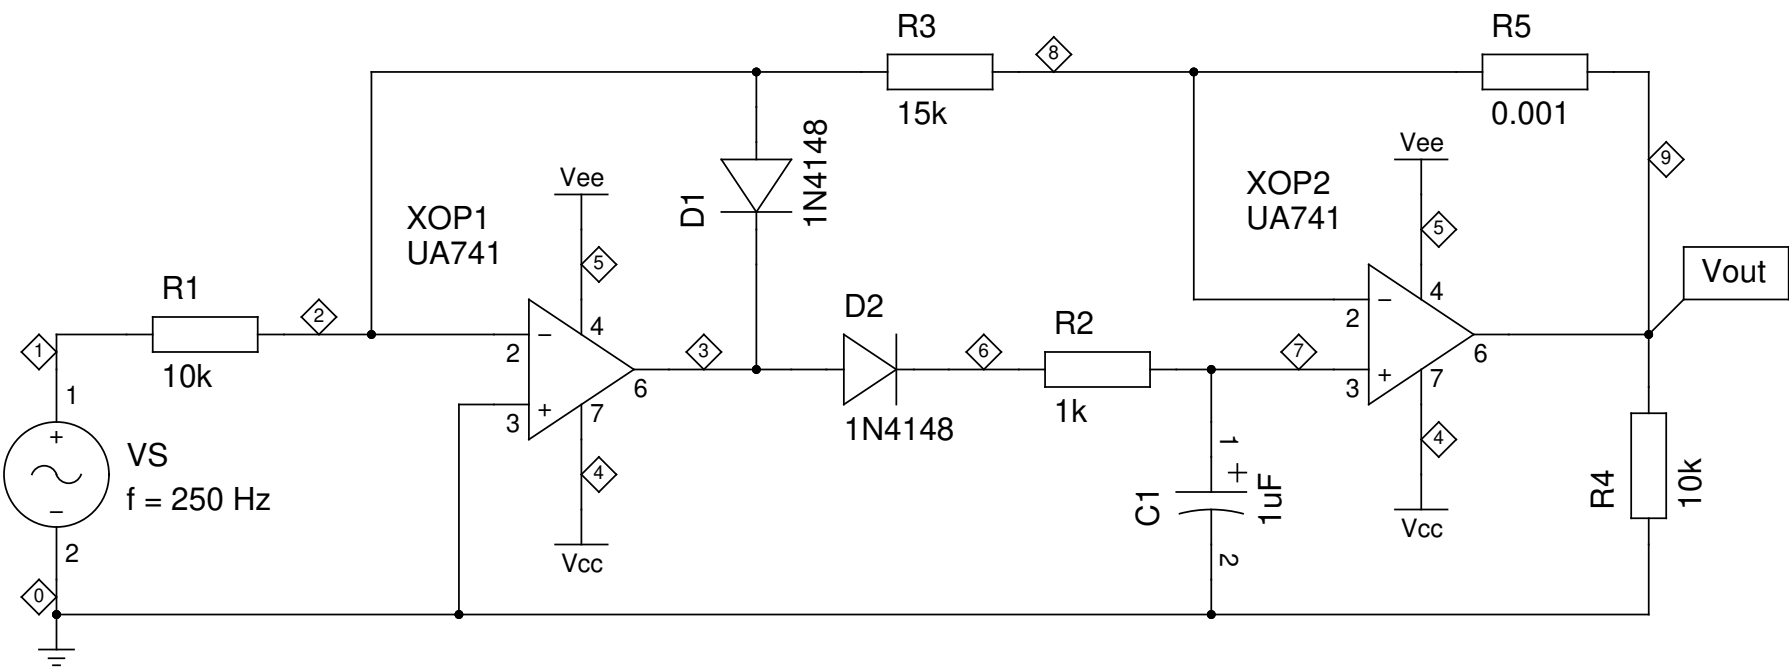 R3
8
R5
15k
0.001
1N4148
Vee
9
D1
XOP2
UA741
Vee
XOP1
UA741
5
5
Vout
R1
2
−
4
D2
R2
−
4
2
1
10k
2
3
6
1k
6
7
6
1
+
3
7
1N4148
+
3
7
VS
f = 250 Hz
+
−
4
1
+
C1
1uF
4
R4
10k
Vcc
Vcc
2
2
0